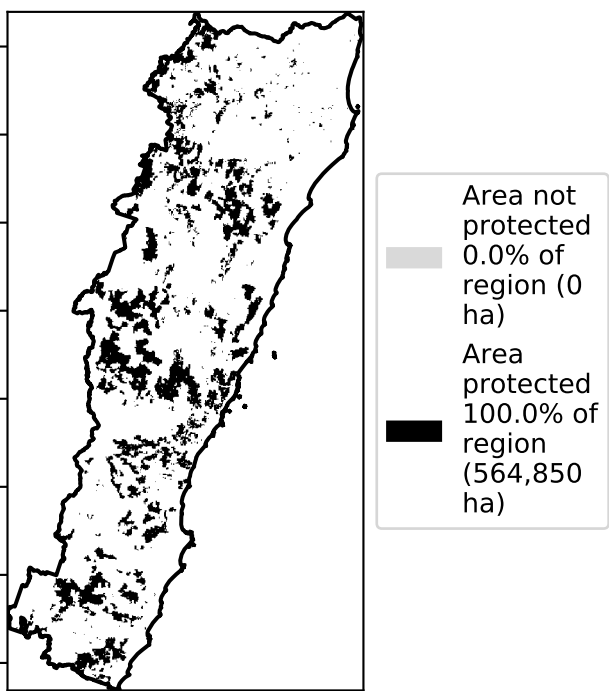 Area not
protected
0.0% of
region (0
ha)
Area
protected
100.0% of
region
(564,850
ha)